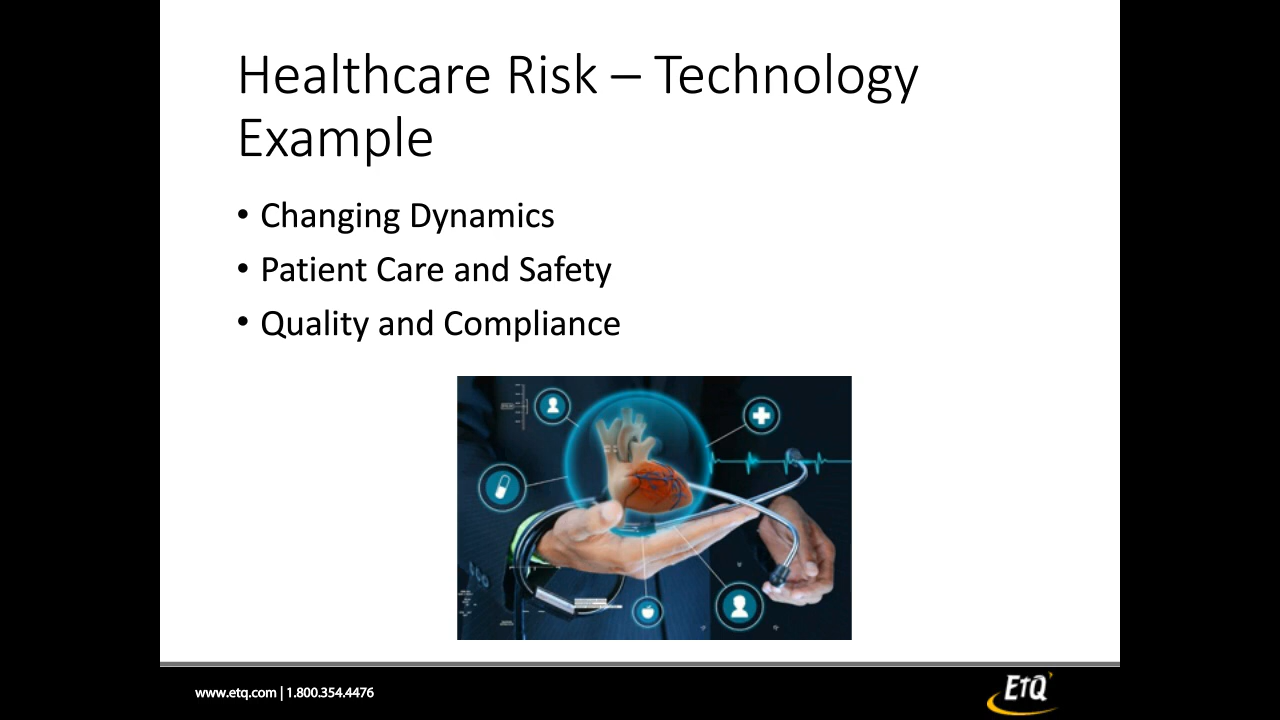 Healthcare Risk – Technology
Example
• Changing Dynamics
• Patient Care and Safety
• Quality and Compliance
www.etq.com | 1.800.354.4476
ETQ